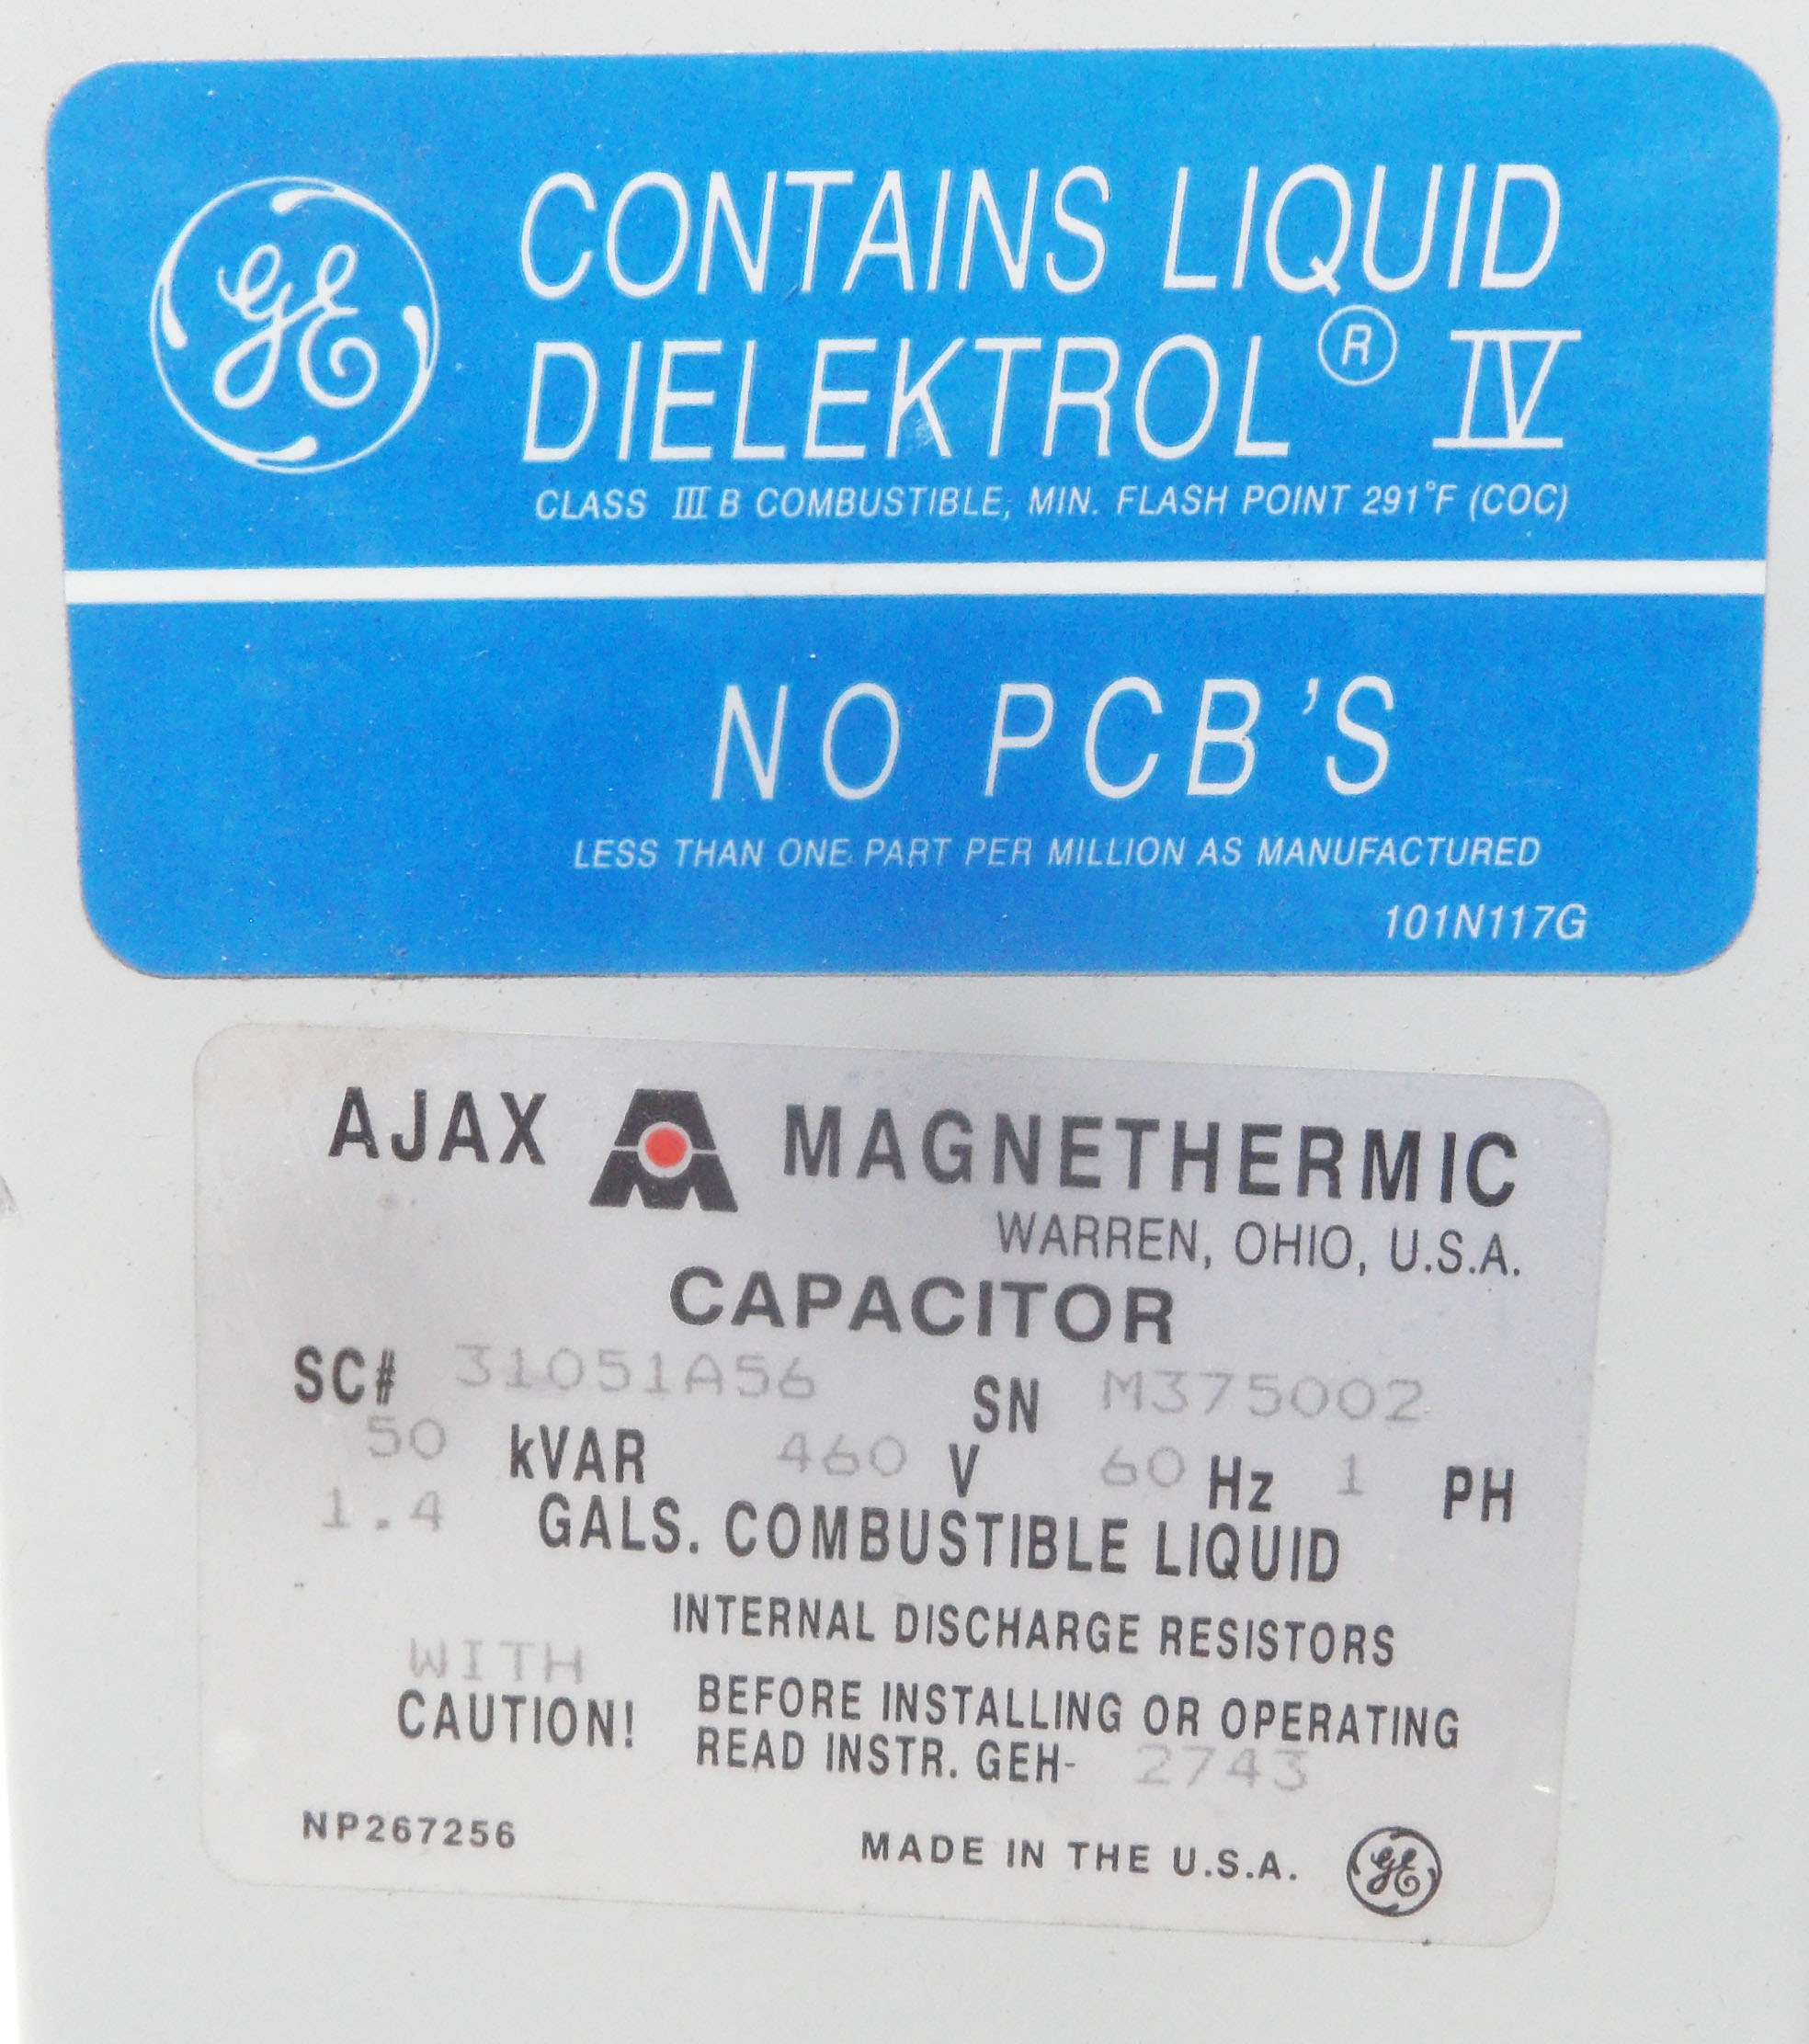 GE
CONTAINS LIQUID
DIELEKTROL® IV
CLASS III B COMBUSTIBLE, MIN. FLASH POINT 291°F (COC)
NO PCB'S
LESS THAN ONE PART PER MILLION AS MANUFACTURED
101N117G
AJAX MAGNETHERMIC
WARREN, OHIO, U.S.A.
CAPACITOR
SC# 31051A56 SN M375002
50 kVAR 460 V 60 Hz 1 PH
1.4 GALS. COMBUSTIBLE LIQUID
WITH INTERNAL DISCHARGE RESISTORS
CAUTION! BEFORE INSTALLING OR OPERATING
READ INSTR. GEH- 2743
NP267256 MADE IN THE U.S.A. GE